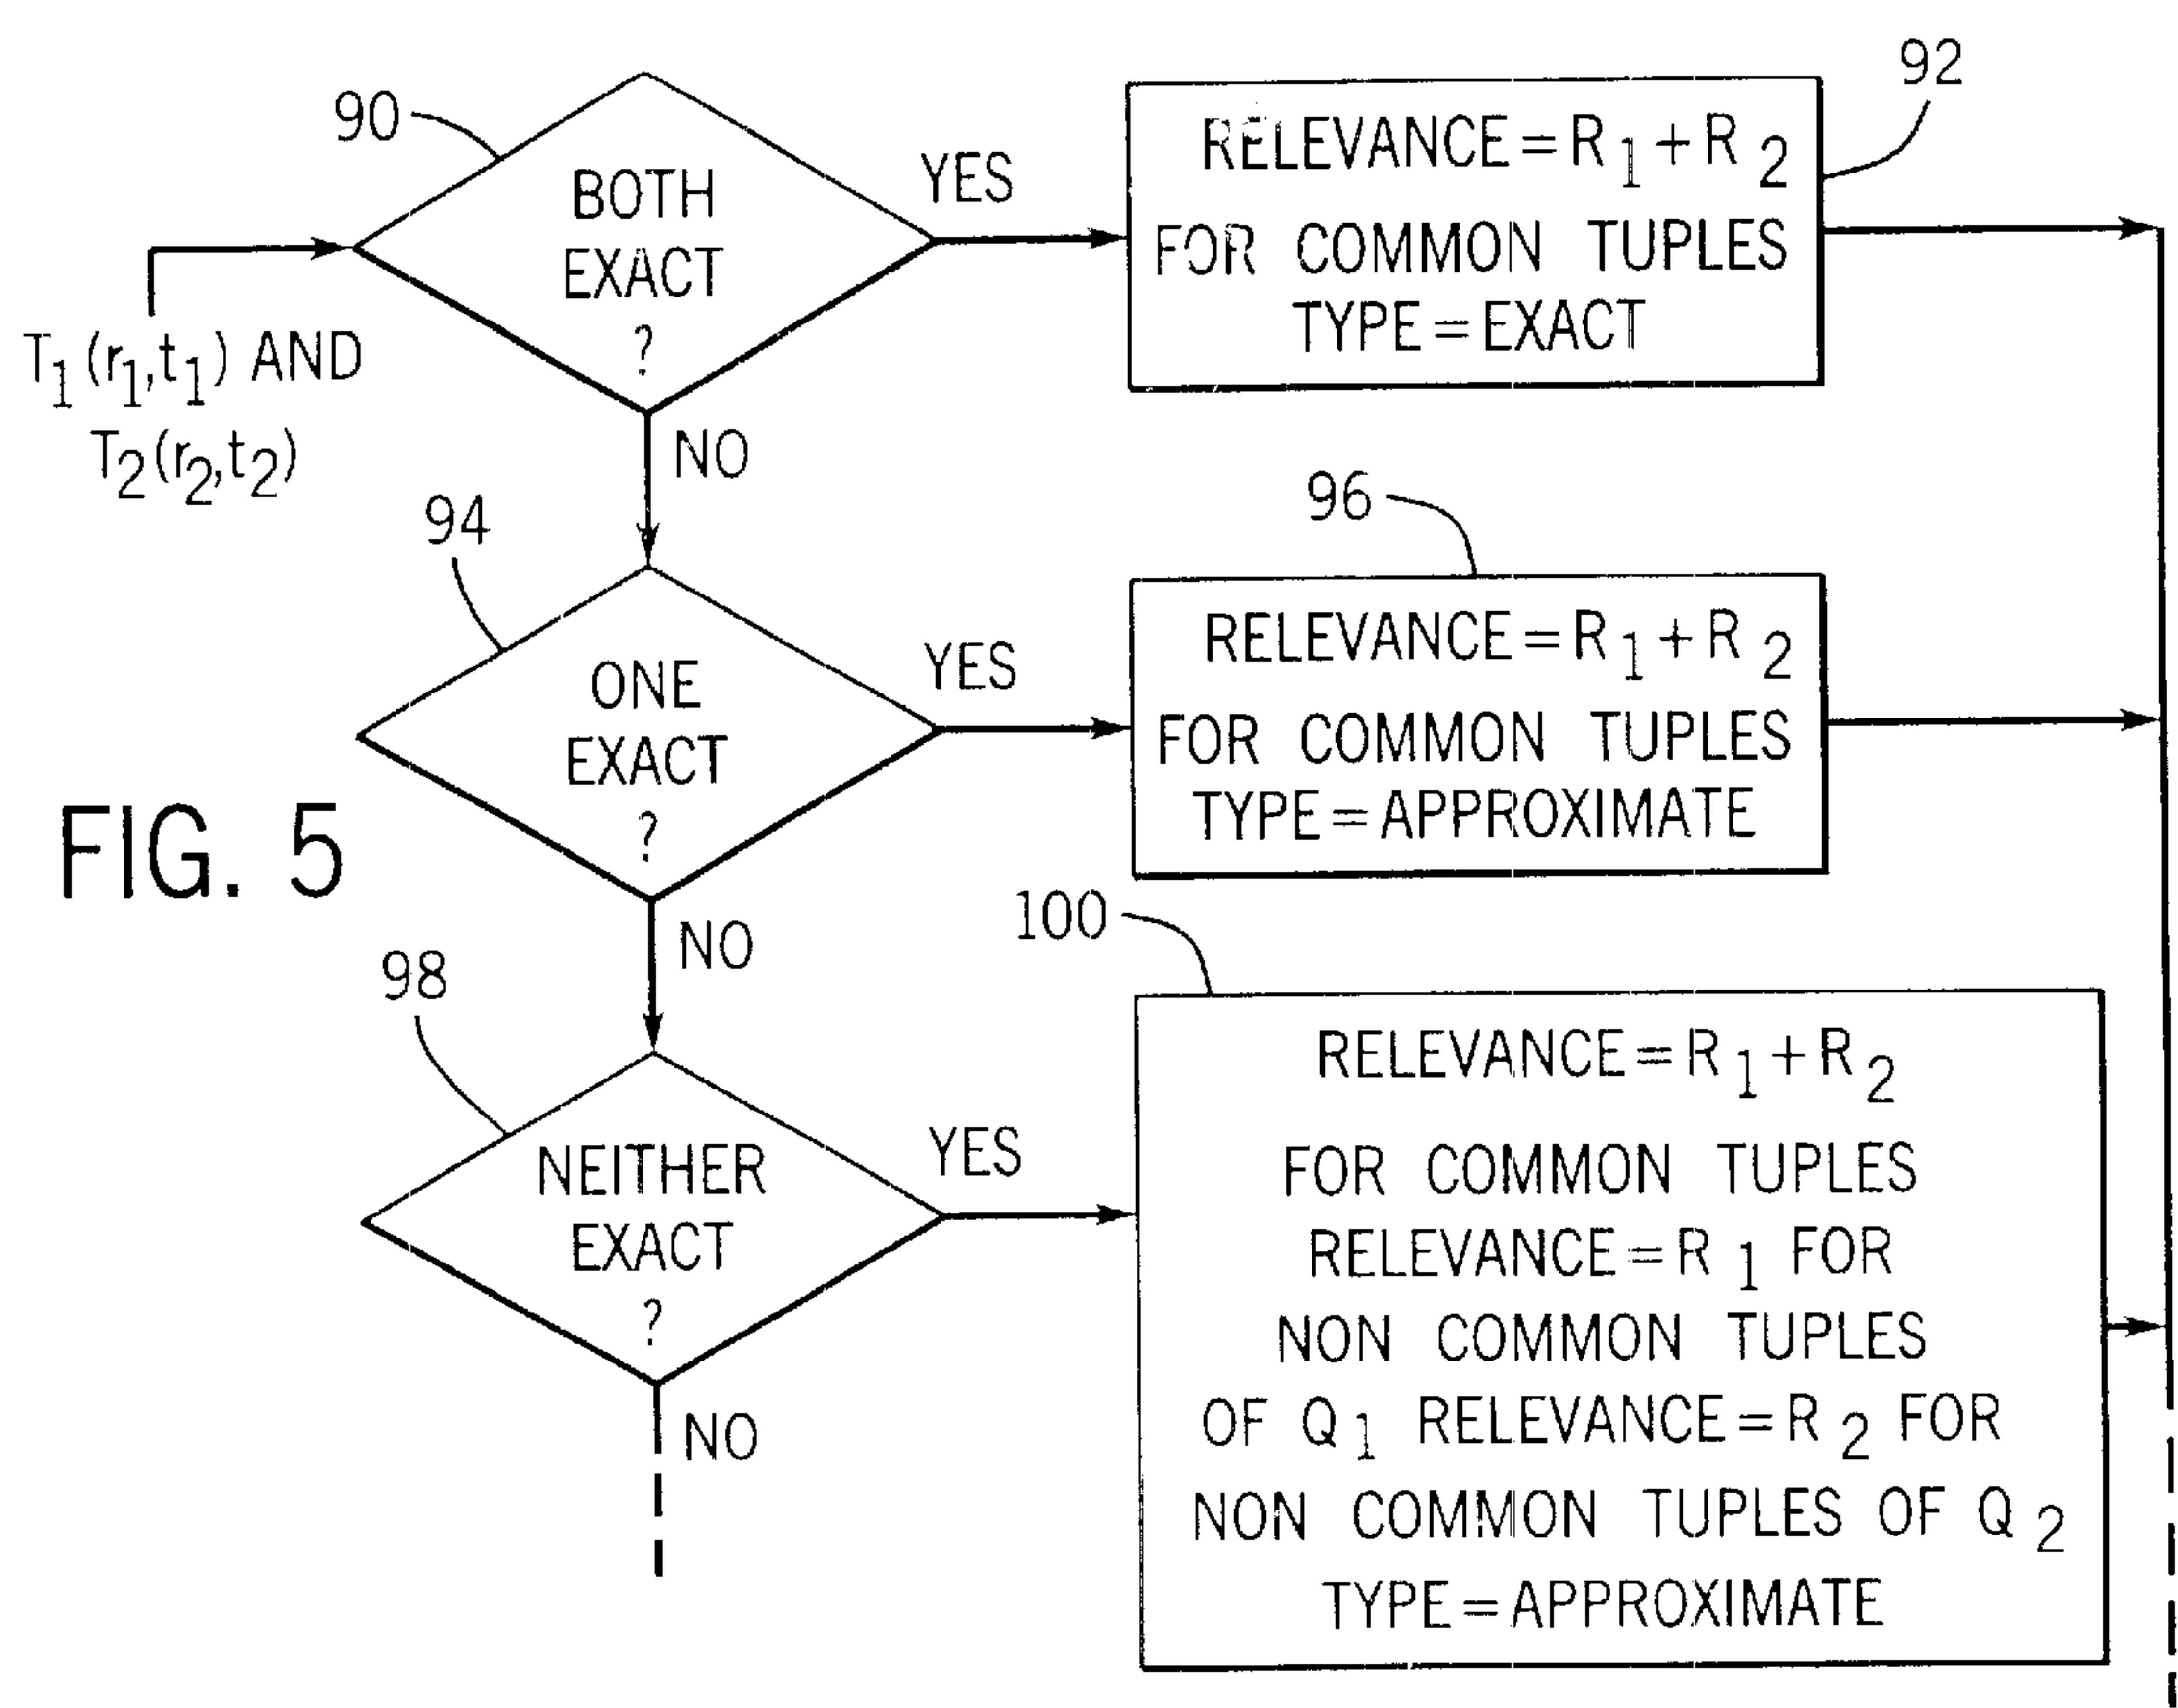 90
BOTH
EXACT
?
YES
92
RELEVANCE = R1 + R2
FOR COMMON TUPLES
TYPE = EXACT
T1 (r1,t1) AND
T2 (r2,t2)
NO
94
ONE
EXACT
?
YES
96
RELEVANCE = R1 + R2
FOR COMMON TUPLES
TYPE = APPROXIMATE
FIG. 5
NO
98
NEITHER
EXACT
?
YES
100
RELEVANCE = R1 + R2
FOR COMMON TUPLES
RELEVANCE = R1 FOR
NON COMMON TUPLES
OF Q1 RELEVANCE = R2 FOR
NON COMMON TUPLES OF Q2
TYPE = APPROXIMATE
NO